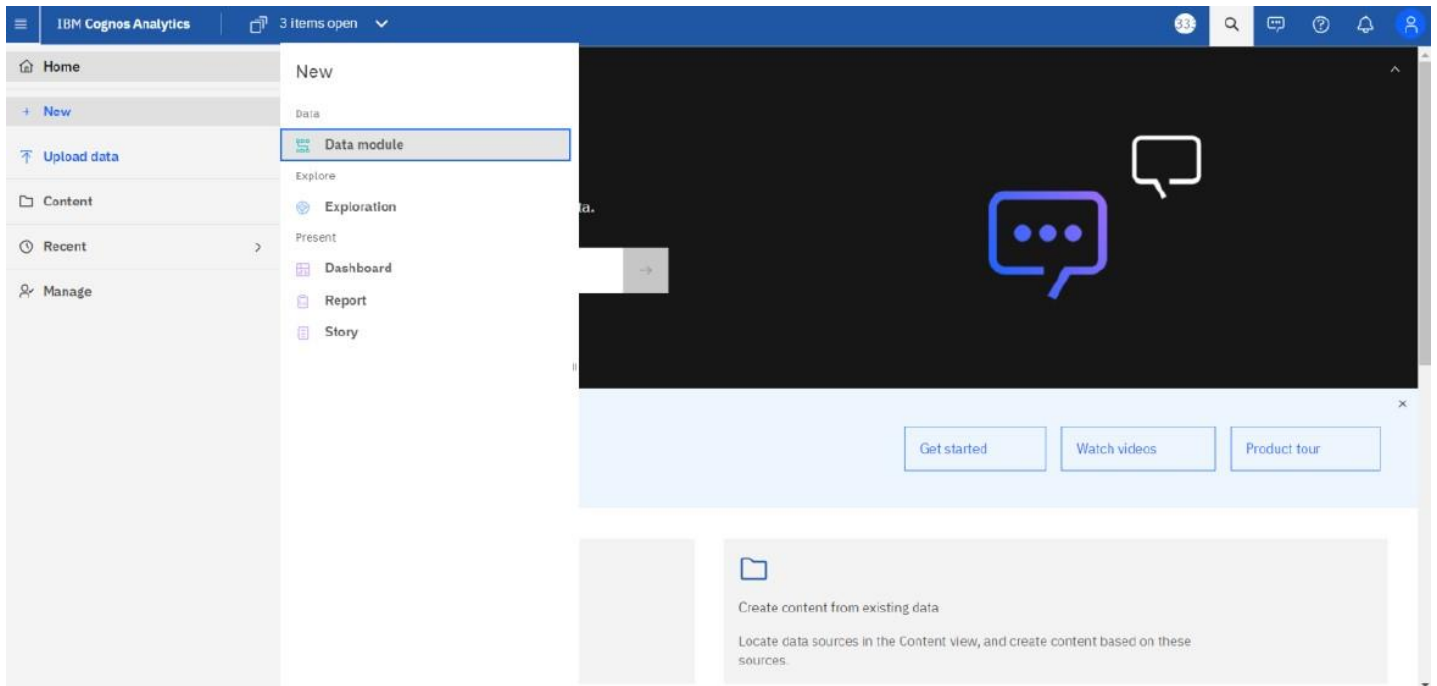 IBM Cognos Analytics
3 items open
Home
New
Upload data
Content
Recent
Manage
New
Data
Data module
Explore
Exploration
Present
Dashboard
Report
Story
ta.
Get started
Watch videos
Product tour
Create content from existing data
Locate data sources in the Content view, and create content based on these
sources.